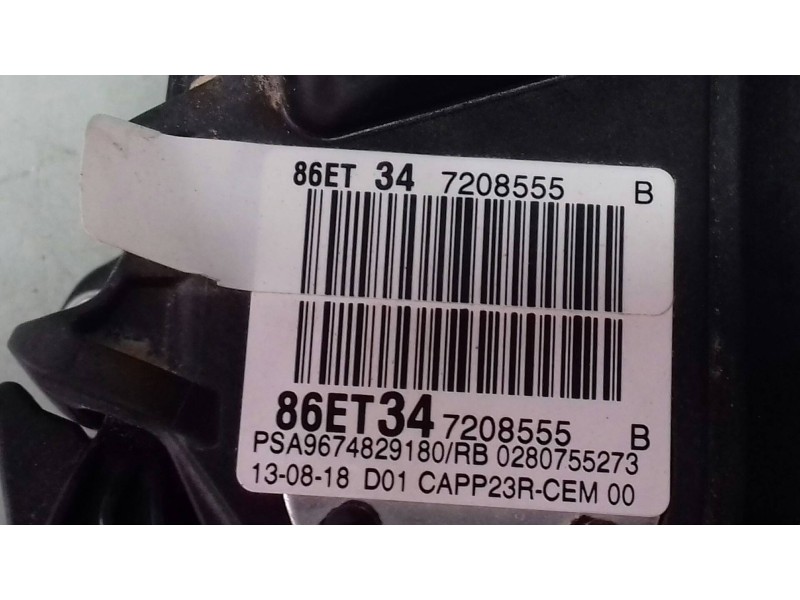 86ET 34 7208555 B
86ET34 7208555 B
PSA9674829180/RB 0280755273
13-08-18 D01 CAPP23R-CEM 00